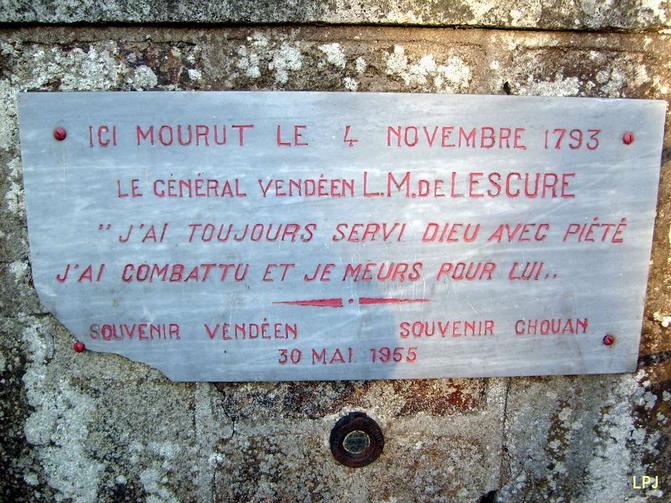 ICI MOURUT LE 4 NOVEMBRE 1793
LE GÉNÉRAL VENDÉEN L.M. DE LESCURE
"J'AI TOUJOURS SERVI DIEU AVEC PIÉTÉ
J'AI COMBATTU ET JE MEURS POUR LUI..
SOUVENIR VENDÉEN SOUVENIR CHOUAN
30 MAI 1955
LPJ